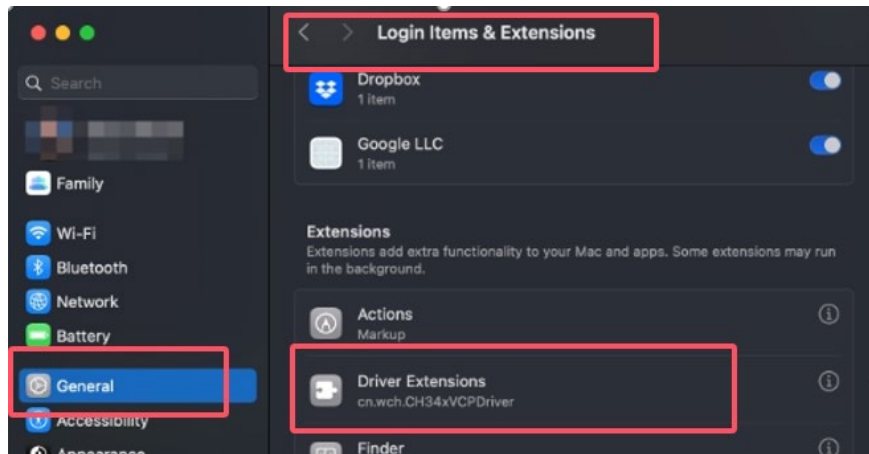 Login Items & Extensions
Search
Family
Wi-Fi
Bluetooth
Network
Battery
General
Accessibility
Appearance
Dropbox
1 item
Google LLC
1 item
Extensions
Extensions add extra functionality to your Mac and apps. Some extensions may run
in the background.
Actions
Markup
Driver Extensions
cn.wch.CH34xVCPDriver
Finder